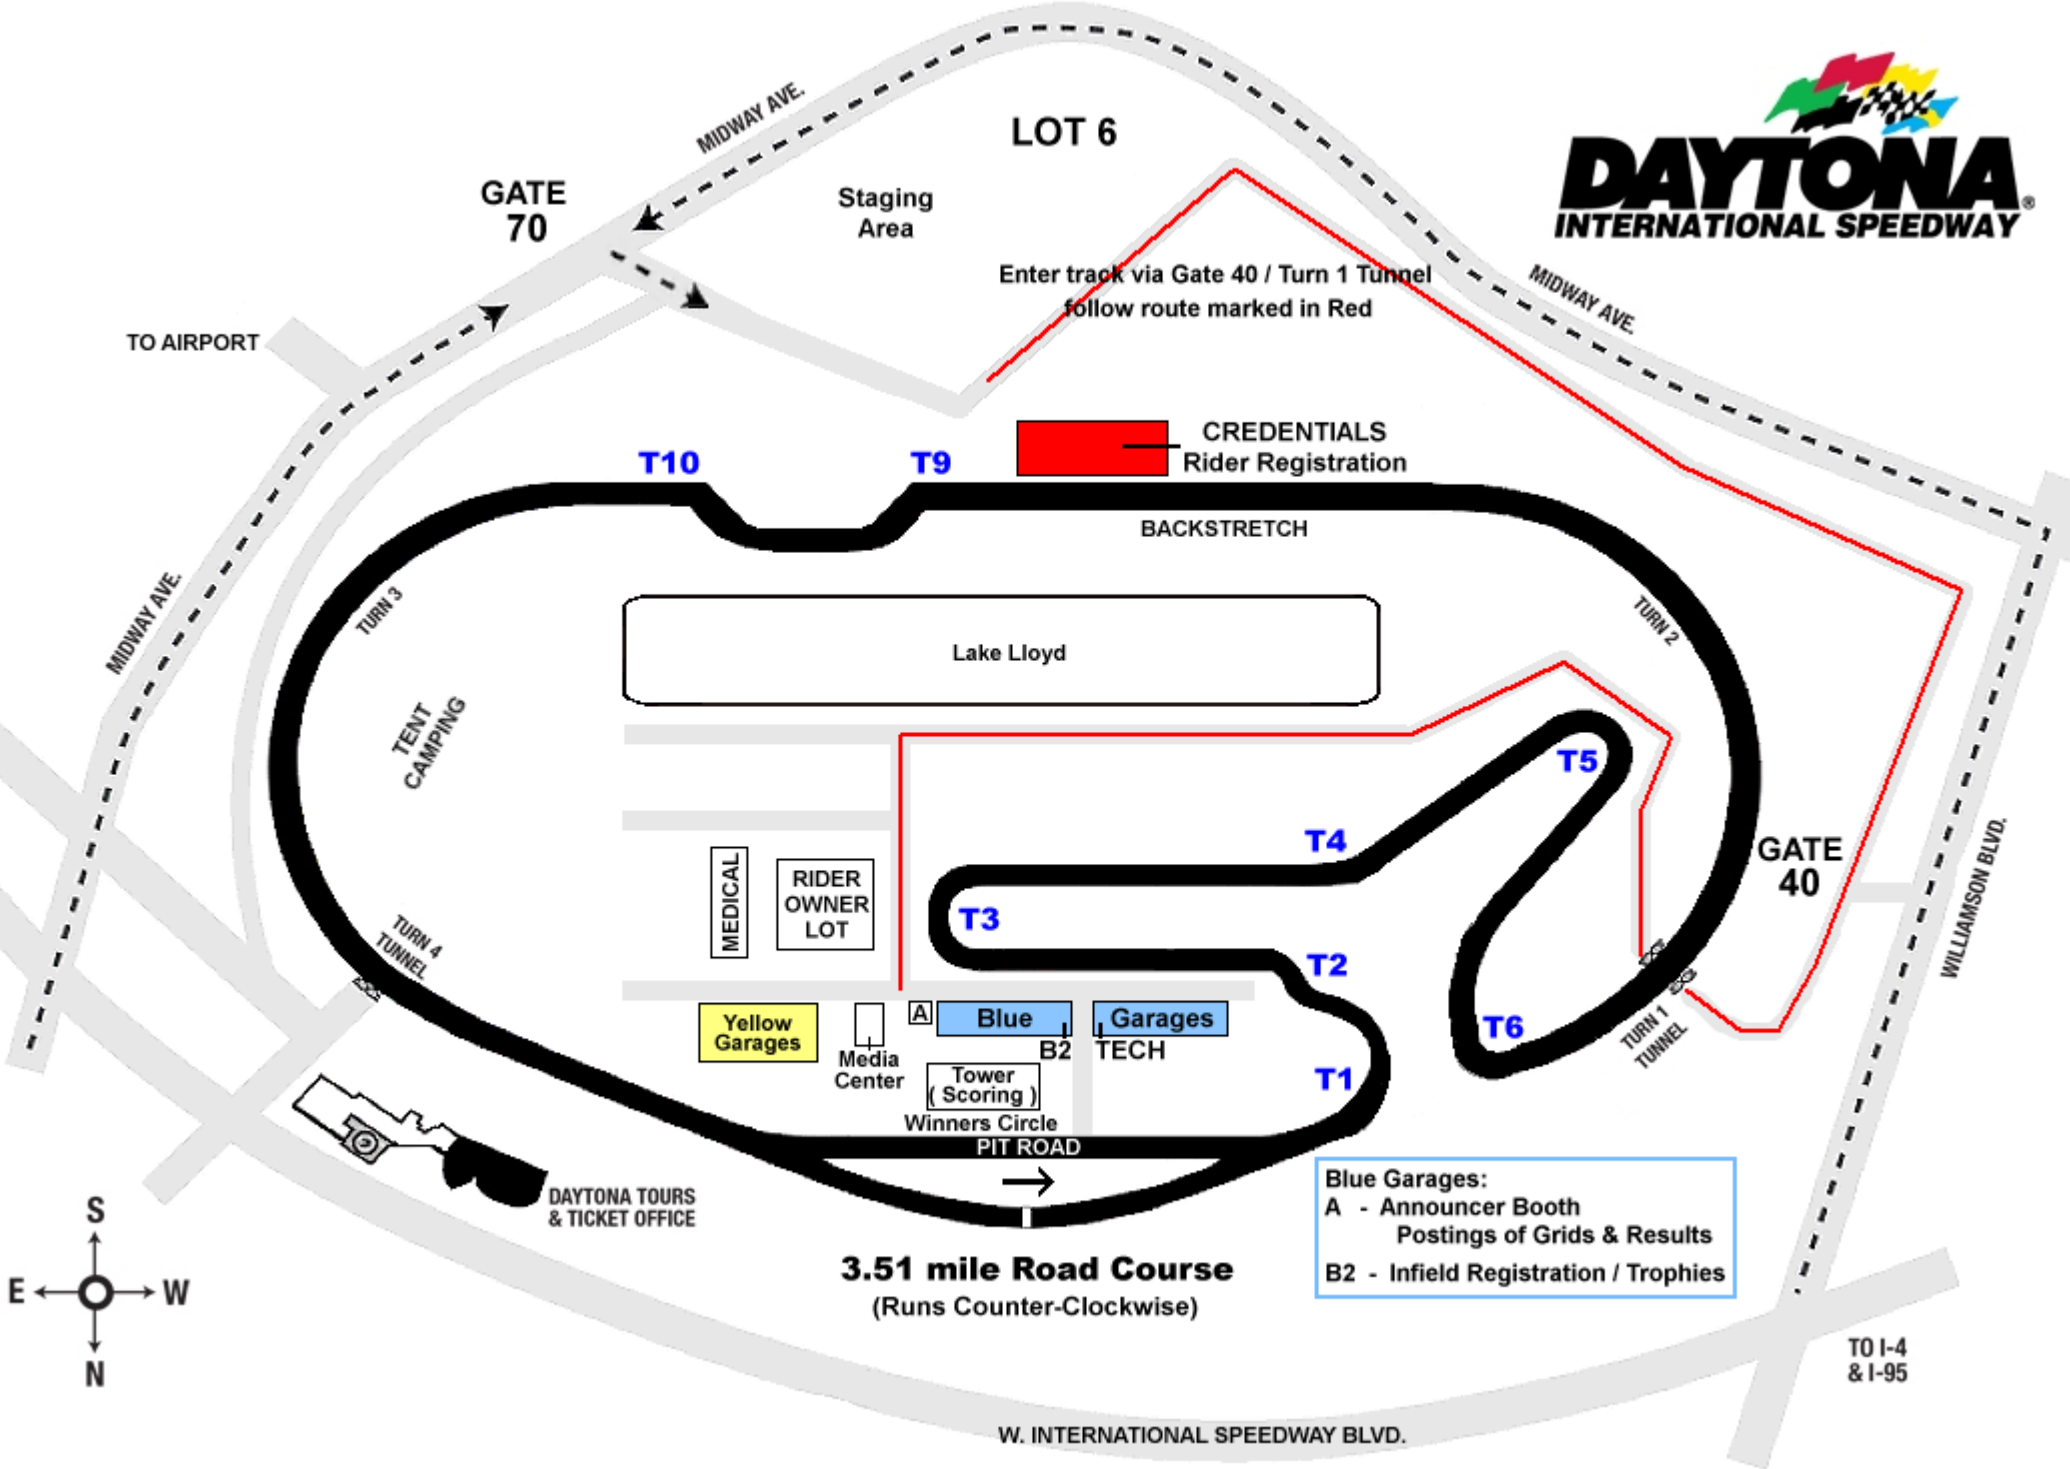 MIDWAY AVE.
LOT 6
DAYTONA®
INTERNATIONAL SPEEDWAY
GATE
70
Staging
Area
Enter track via Gate 40 / Turn 1 Tunnel
follow route marked in Red
MIDWAY AVE.
TO AIRPORT
CREDENTIALS
Rider Registration
T10
T9
BACKSTRETCH
MIDWAY AVE.
TURN 3
TURN 2
Lake Lloyd
TENT
CAMPING
T5
T4
GATE
40
WILLIAMSON BLVD.
MEDICAL
RIDER
OWNER
LOT
T3
TURN 4
TUNNEL
T2
A
Blue
Garages
Yellow
Garages
T6
TURN 1
TUNNEL
B2
TECH
Media
Center
Tower
( Scoring )
T1
Winners Circle
PIT ROAD
DAYTONA TOURS
& TICKET OFFICE
Blue Garages:
A - Announcer Booth
Postings of Grids & Results
B2 - Infield Registration / Trophies
S
E
W
N
3.51 mile Road Course
(Runs Counter-Clockwise)
TO I-4
& I-95
W. INTERNATIONAL SPEEDWAY BLVD.